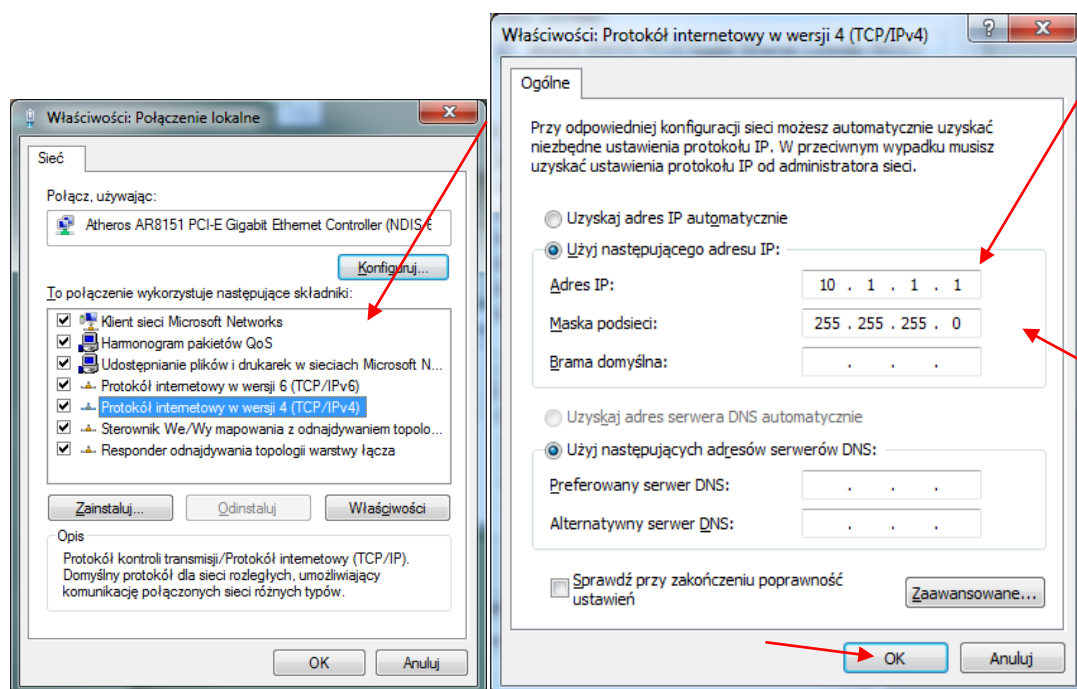 Właściwości: Połączenie lokalne
Sieć
Połącz, używając:
Atheros AR8151 PCI-E Gigabit Ethernet Controller (NDIS
Konfiguruj...
To połączenie wykorzystuje następujące składniki:
Klient sieci Microsoft Networks
Harmonogram pakietów QoS
Udostępnianie plików i drukarek w sieciach Microsoft N...
Protokół internetowy w wersji 6 (TCP/IPv6)
Protokół internetowy w wersji 4 (TCP/IPv4)
Sterownik We/Wy mapowania z odnajdywaniem topolo...
Responder odnajdywania topologii warstwy łącza
Zainstaluj... Odinstaluj Właściwości
Opis
Protokół kontroli transmisji/Protokół internetowy (TCP/IP).
Domyślny protokół dla sieci rozległych, umożliwiający
komunikację połączonych sieci różnych typów.
OK Anuluj
Właściwości: Protokół internetowy w wersji 4 (TCP/IPv4)
Ogólne
Przy odpowiedniej konfiguracji sieci możesz automatycznie uzyskać
niezbędne ustawienia protokołu IP. W przeciwnym wypadku musisz
uzyskać ustawienia protokołu IP od administratora sieci.
Uzyskaj adres IP automatycznie
Użyj następującego adresu IP:
Adres IP: 10 . 1 . 1 . 1
Maska podsieci: 255 . 255 . 255 . 0
Brama domyślna: . . .
Uzyskaj adres serwera DNS automatycznie
Użyj następujących adresów serwerów DNS:
Preferowany serwer DNS: . . .
Alternatywny serwer DNS: . . .
Sprawdź przy zakończeniu poprawność
ustawień
Zaawansowane...
OK Anuluj